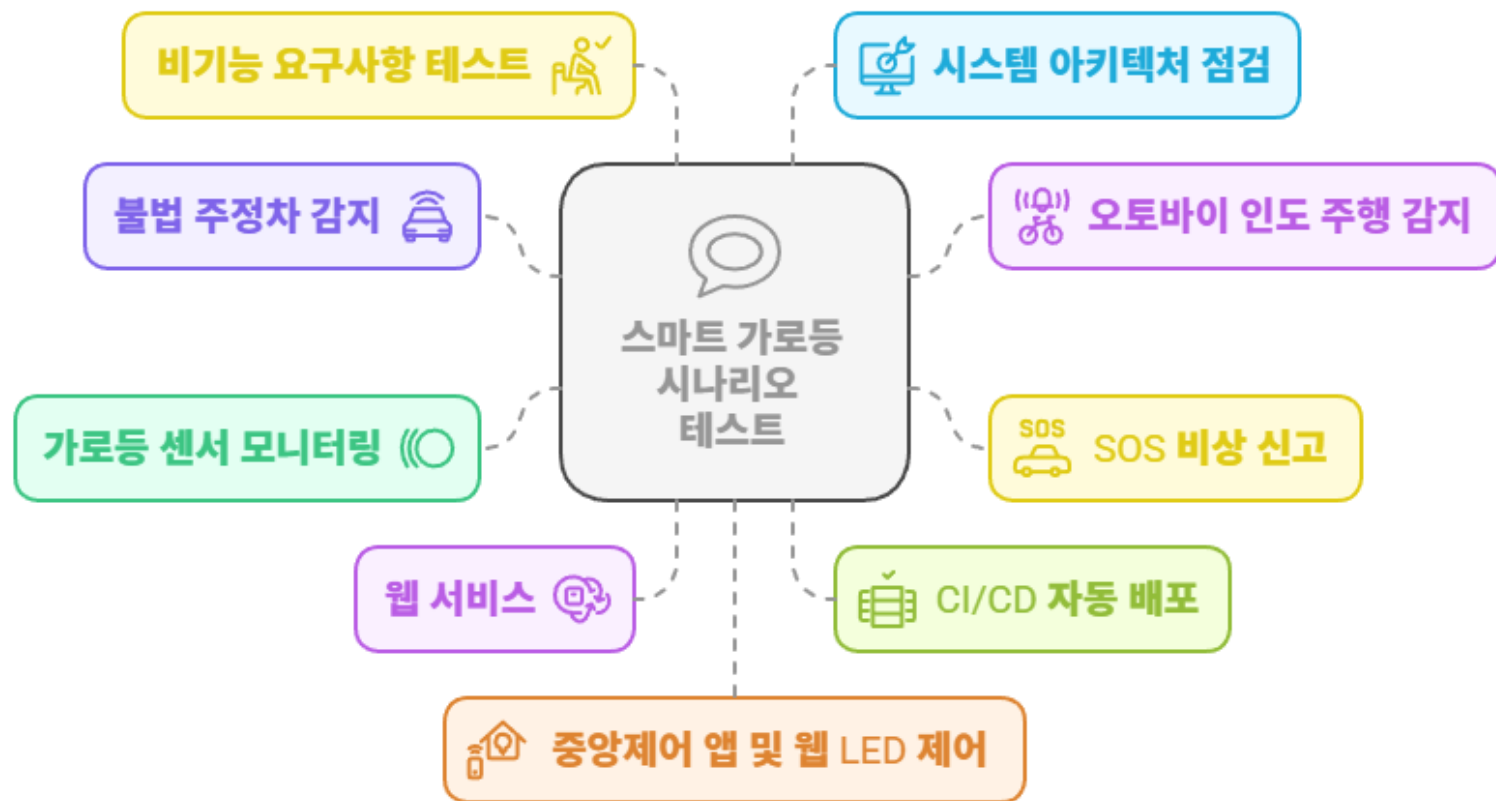 비기능 요구사항 테스트
시스템 아키텍처 점검
불법 주정차 감지
오토바이 인도 주행 감지
스마트 가로등
시나리오
테스트
가로등 센서 모니터링
SOS
SOS 비상 신고
웹 서비스
CI/CD 자동 배포
중앙제어 앱 및 웹 LED 제어